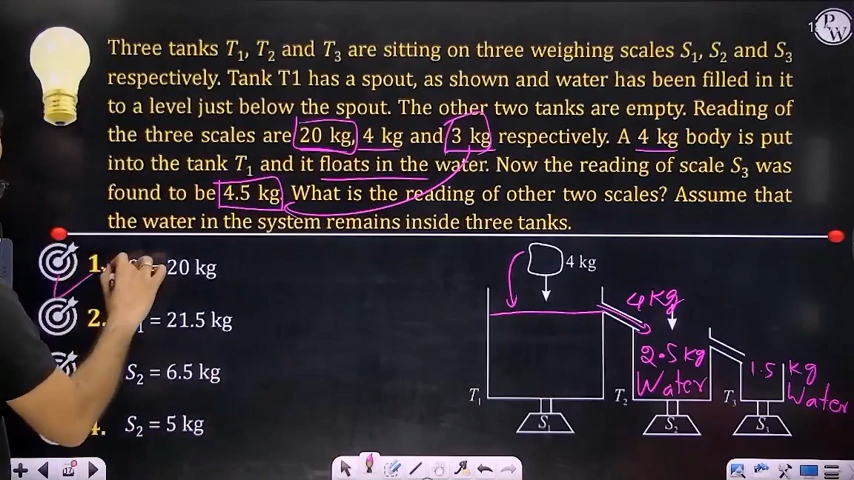 Three tanks T₁, T₂ and T₃ are sitting on three weighing scales S₁, S₂ and S₃
respectively. Tank T1 has a spout, as shown and water has been filled in it
to a level just below the spout. The other two tanks are empty. Reading of
the three scales are 20 kg, 4 kg and 3 kg respectively. A 4 kg body is put
into the tank T₁ and it floats in the water. Now the reading of scale S₃ was
found to be 4.5 kg. What is the reading of other two scales? Assume that
the water in the system remains inside three tanks.
1. = 20 kg
2. = 21.5 kg
S₂ = 6.5 kg
4. S₂ = 5 kg
4 kg
4 kg
2.5 kg
Water
1.5 kg
Water
T₁
T₂
T₃
S₁
S₂
S₃
PW